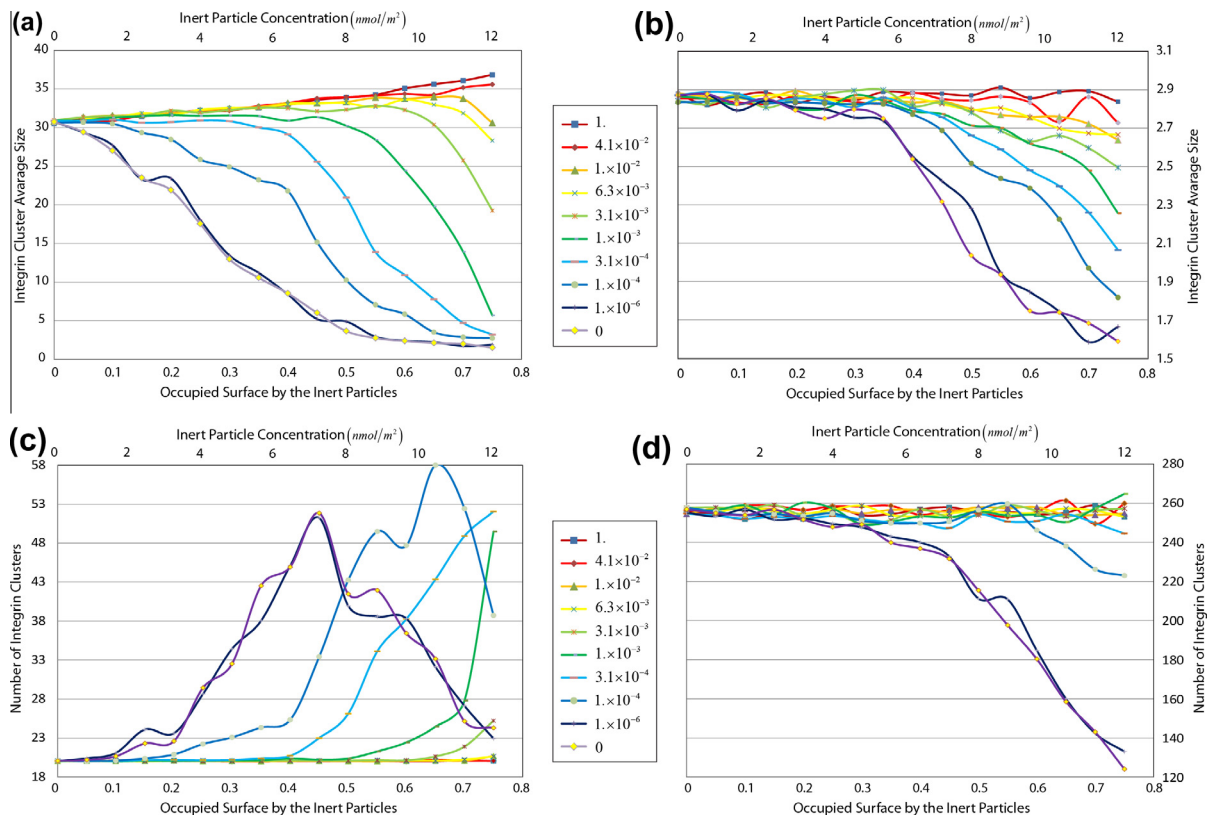 (a)
Inert Particle Concentration (nmol/m²)
0 2 4 6 8 10 12
Integrin Cluster Avarage Size
40
35
30
25
20
15
10
5
0
0 0.1 0.2 0.3 0.4 0.5 0.6 0.7 0.8
Occupied Surface by the Inert Particles
1.
4.1×10⁻²
1.×10⁻²
6.3×10⁻³
3.1×10⁻³
1.×10⁻³
3.1×10⁻⁴
1.×10⁻⁴
1.×10⁻⁶
0
(b)
Inert Particle Concentration (nmol/m²)
0 2 4 6 8 10 12
3.1
2.9
2.7
2.5
2.3
2.1
1.9
1.7
1.5
Integrin Cluster Avarage Size
0 0.1 0.2 0.3 0.4 0.5 0.6 0.7 0.8
Occupied Surface by the Inert Particles
(c)
Inert Particle Concentration (nmol/m²)
0 2 4 6 8 10 12
Number of Integrin Clusters
58
53
48
43
38
33
28
23
18
0.0 0.1 0.2 0.3 0.4 0.5 0.6 0.7 0.8
Occupied Surface by the Inert Particles
1.
4.1×10⁻²
1.×10⁻²
6.3×10⁻³
3.1×10⁻³
1.×10⁻³
3.1×10⁻⁴
1.×10⁻⁴
1.×10⁻⁶
0
(d)
Inert Particle Concentration (nmol/m²)
0 2 4 6 8 10 12
280
260
240
220
200
180
160
140
120
Number of Integrin Clusters
0 0.1 0.2 0.3 0.4 0.5 0.6 0.7 0.8
Occupied Surface by the Inert Particles